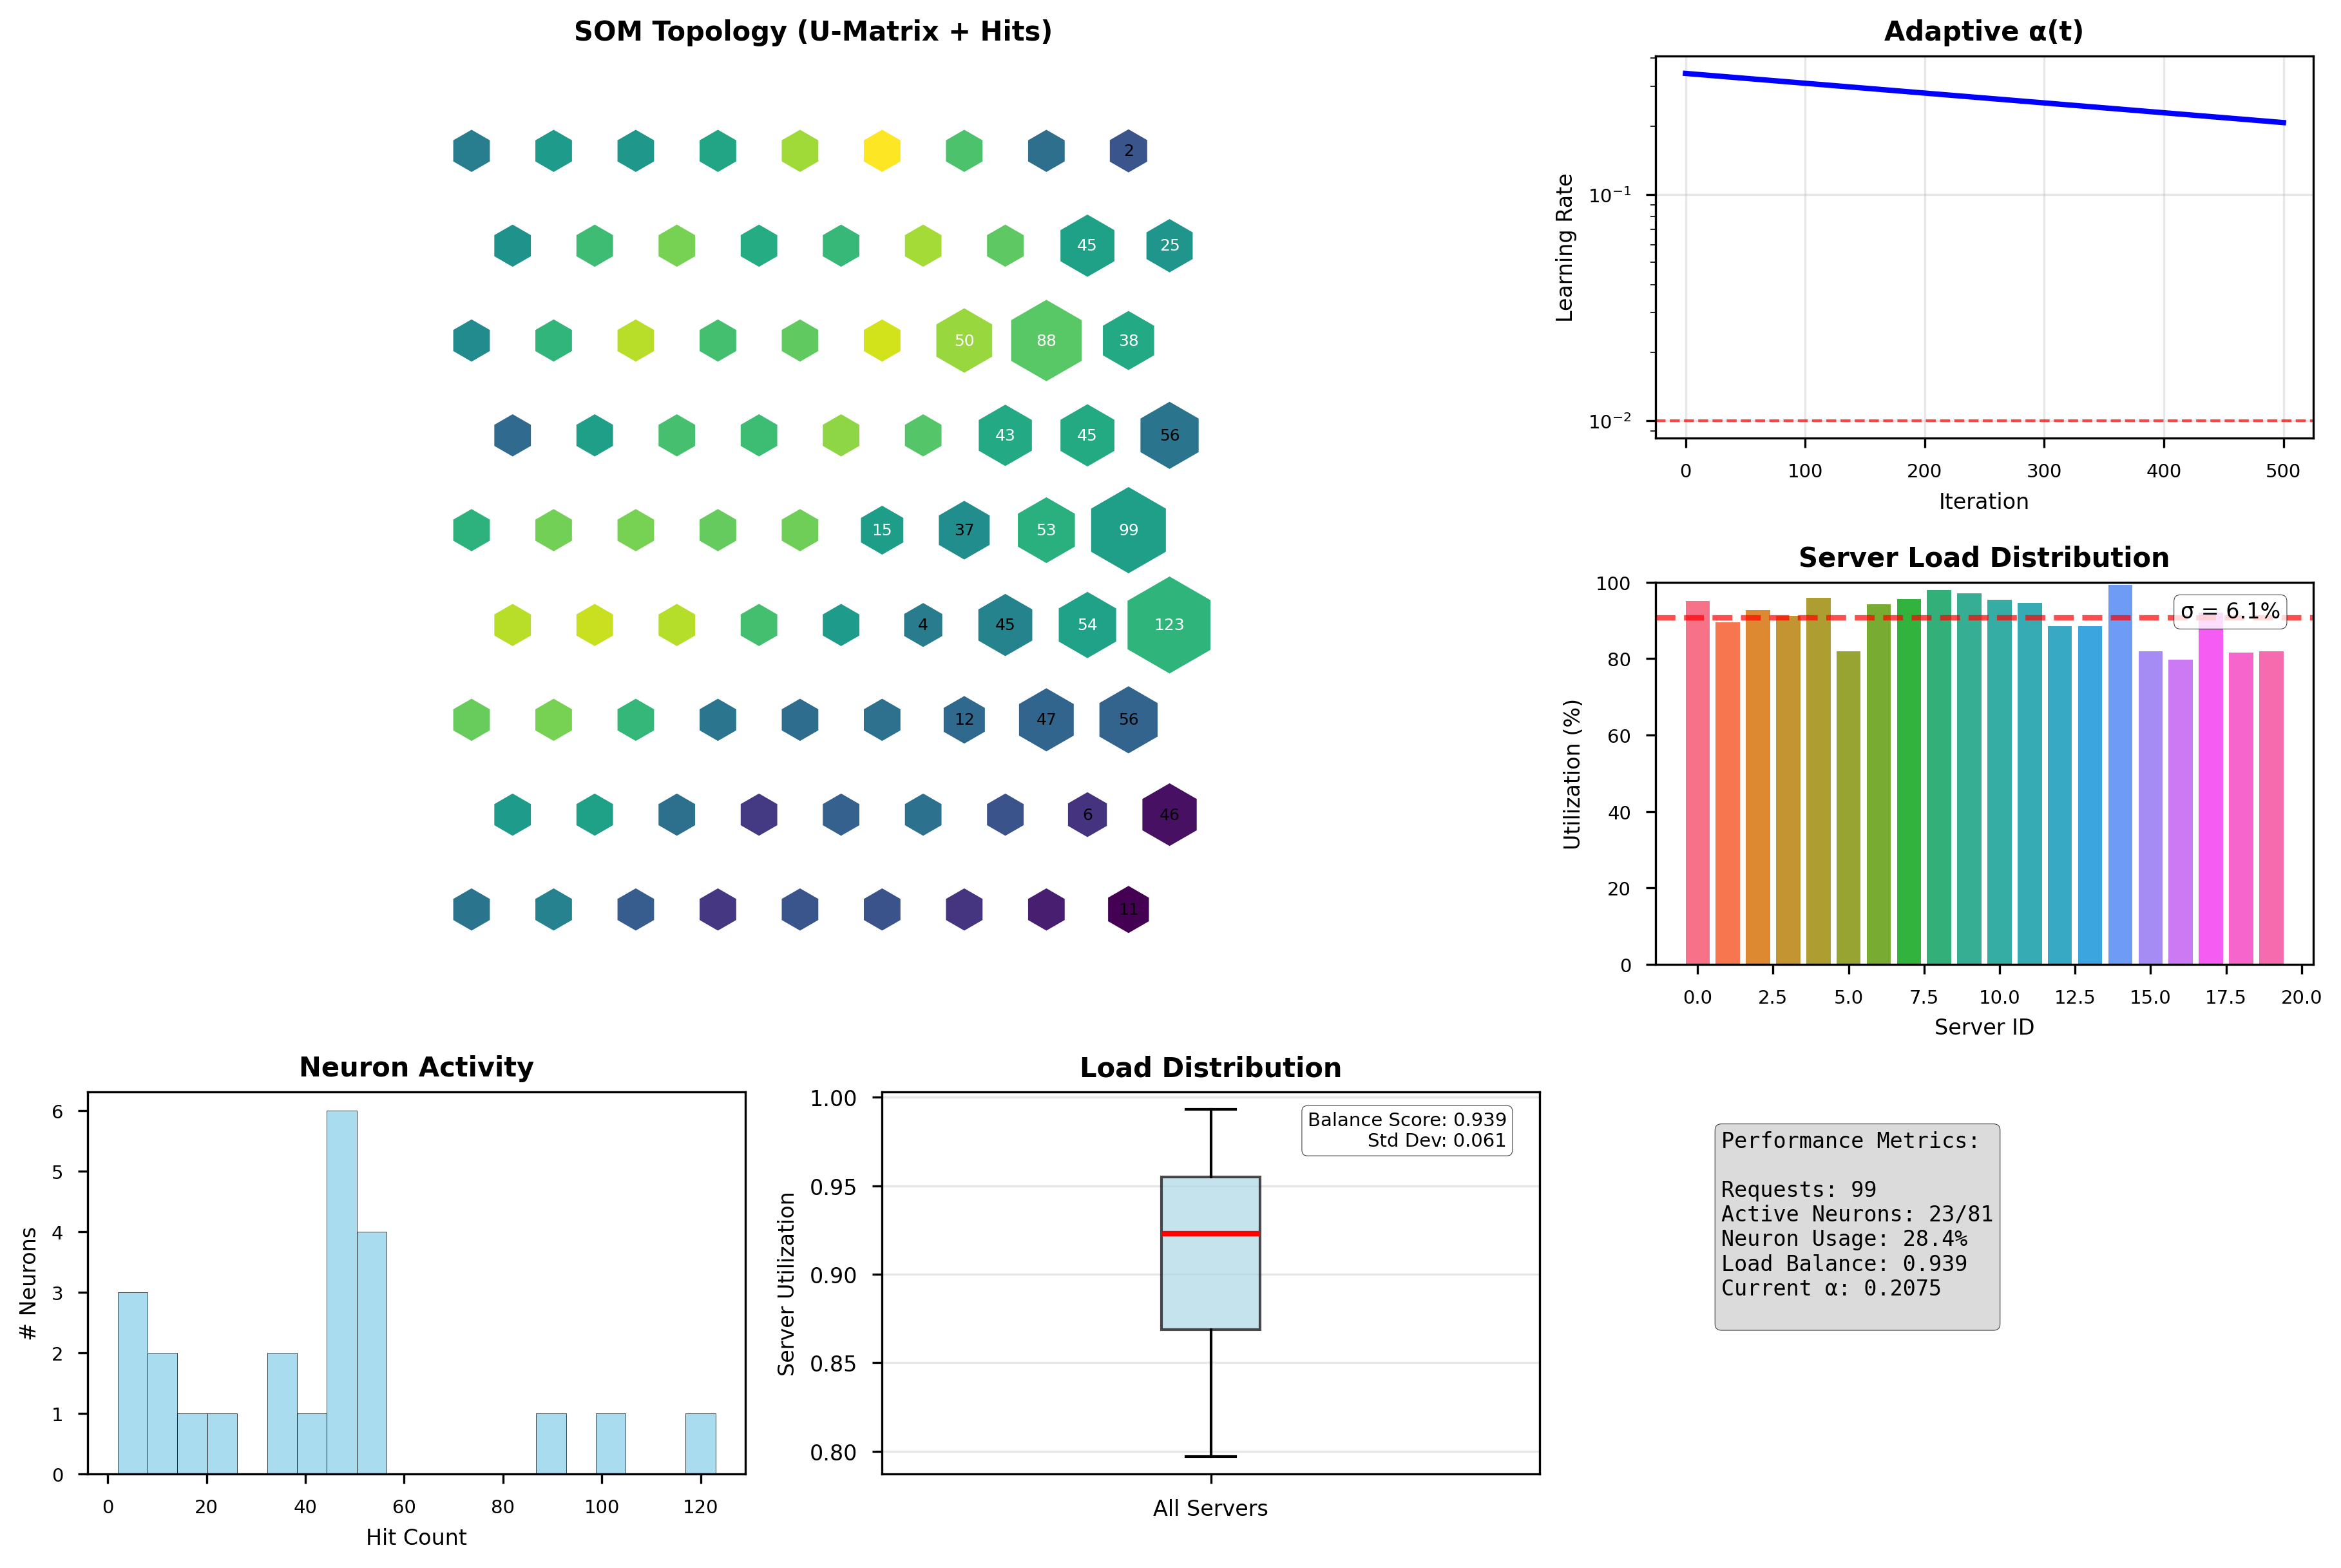 SOM Topology (U-Matrix + Hits)
2
45 25
50 88 38
43 45 56
15 37 53 99
4 45 54 123
12 47 56
6 46
11
Adaptive α(t)
Learning Rate
10⁻¹
10⁻²
0 100 200 300 400 500
Iteration
Server Load Distribution
Utilization (%)
100
80
60
40
20
0
σ = 6.1%
0.0 2.5 5.0 7.5 10.0 12.5 15.0 17.5 20.0
Server ID
Neuron Activity
# Neurons
6
5
4
3
2
1
0
0 20 40 60 80 100 120
Hit Count
Load Distribution
Server Utilization
1.00
0.95
0.90
0.85
0.80
Balance Score: 0.939
Std Dev: 0.061
All Servers
Performance Metrics:
Requests: 99
Active Neurons: 23/81
Neuron Usage: 28.4%
Load Balance: 0.939
Current α: 0.2075